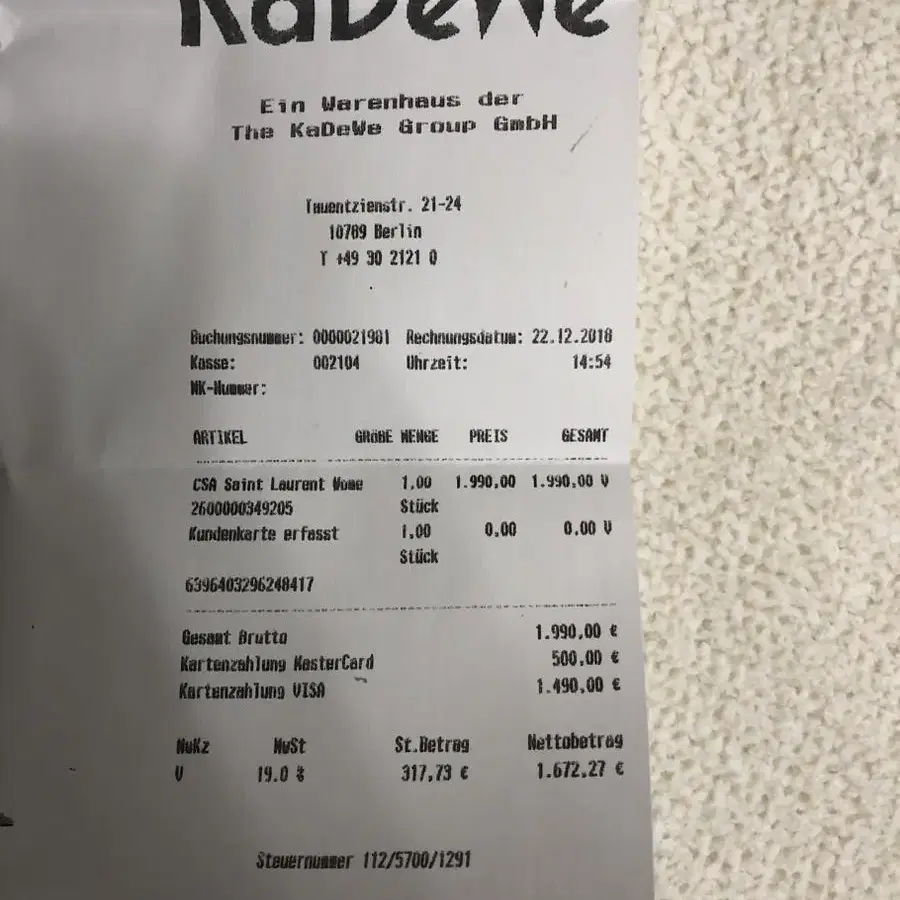 KaDeWe
Ein Warenhaus der
The KaDeWe Group GmbH
Tauentzienstr. 21-24
10789 Berlin
T +49 30 2121 0
Buchungsnummer: 0000021981 Rechnungsdatum: 22.12.2018
Kasse: 002104 Uhrzeit: 14:54
WK-Nummer:
ARTIKEL GRÖßE MENGE PREIS GESAMT
CSA Saint Laurent Wome 1,00 1.990,00 1.990,00 V
2600000349205 Stück
Kundenkarte erfasst 1,00 0.00 0.00 V
Stück
6396403296248417
Gesamt Brutto 1.990,00 €
Kartenzahlung MasterCard 500,00 €
Kartenzahlung VISA 1.490,00 €
MwKz MwSt St.Betrag Nettobetrag
V 19.0 % 317,73 € 1.672,27 €
Steuernummer 112/5700/1291